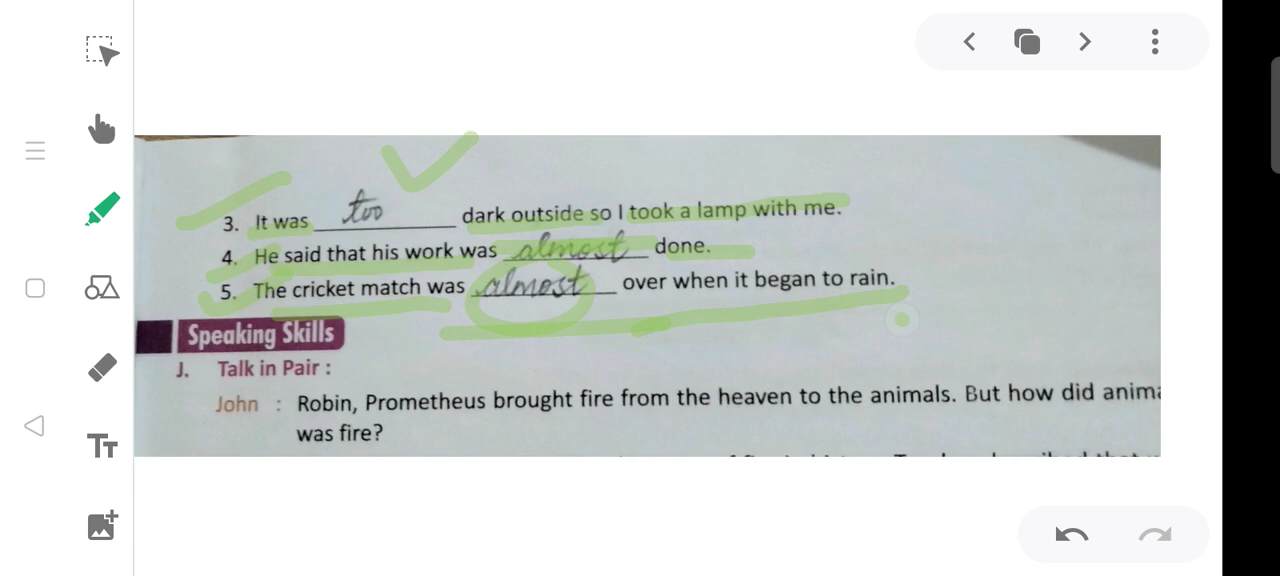 3. It was too dark outside so I took a lamp with me.
4. He said that his work was almost done.
5. The cricket match was almost over when it began to rain.
Speaking Skills
J. Talk in Pair :
John : Robin, Prometheus brought fire from the heaven to the animals. But how did
was fire?
TT